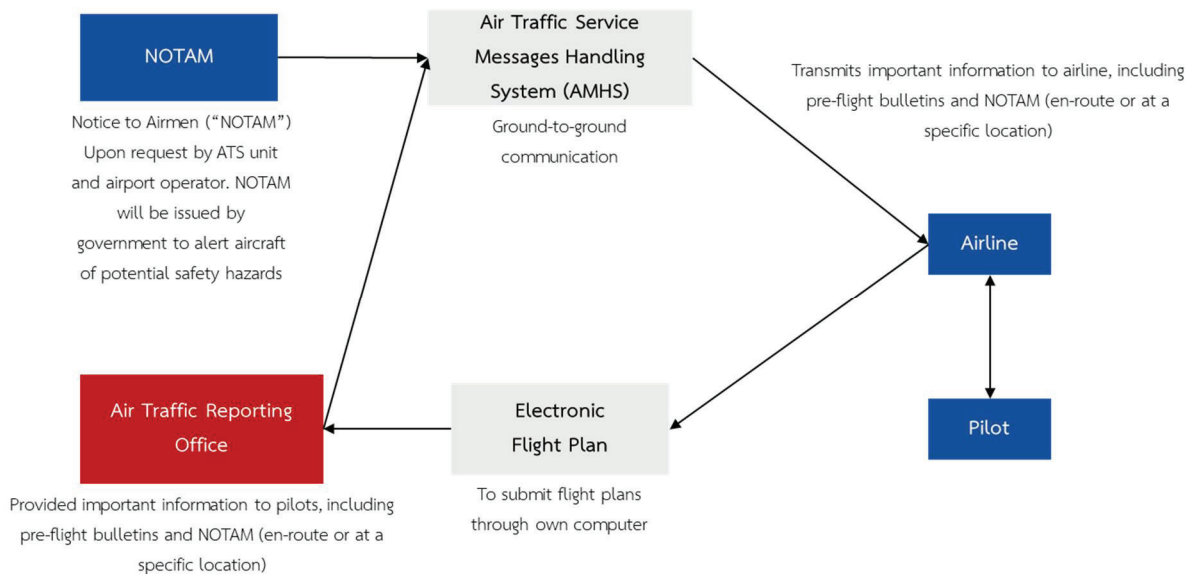 NOTAM
Notice to Airmen (“NOTAM”)
Upon request by ATS unit
and airport operator. NOTAM
will be issued by
government to alert aircraft
of potential safety hazards
Air Traffic Service
Messages Handling
System (AMHS)
Ground-to-ground
communication
Transmits important information to airline, including
pre-flight bulletins and NOTAM (en-route or at a
specific location)
Airline
Pilot
Electronic
Flight Plan
To submit flight plans
through own computer
Air Traffic Reporting
Office
Provided important information to pilots, including
pre-flight bulletins and NOTAM (en-route or at a
specific location)